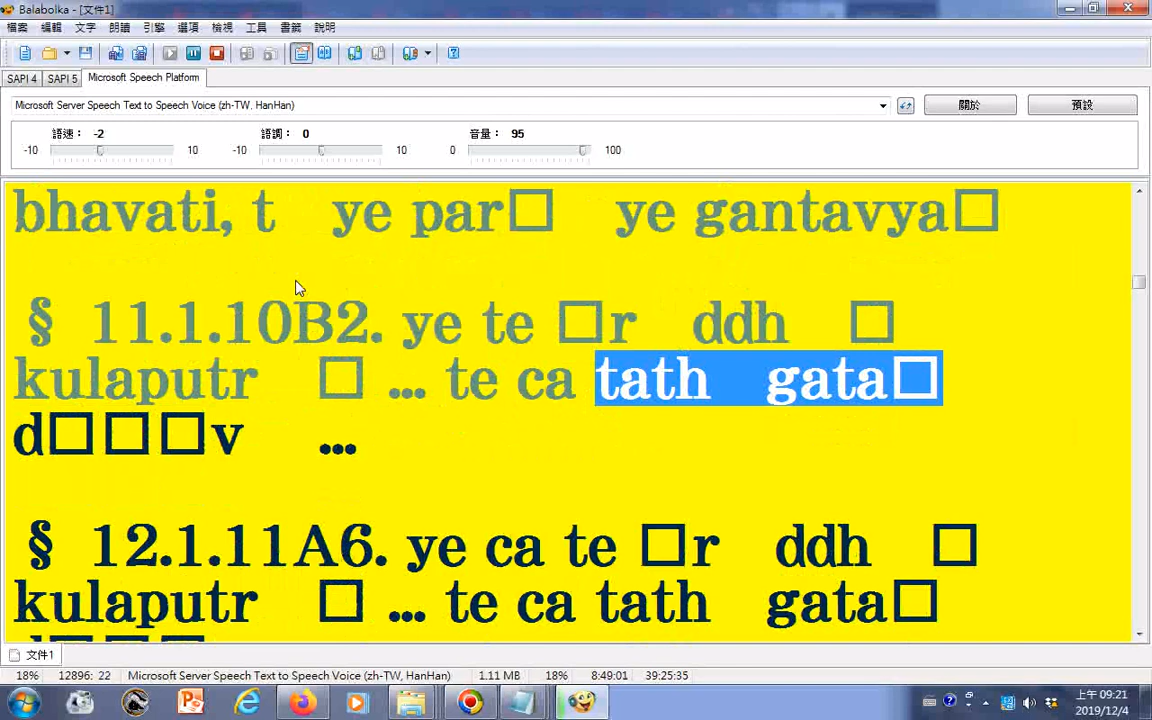 Balabolka - [文件1]
檔案 編輯 文字 朗讀 引擎 選項 檢視 工具 書籤 說明
SAPI 4 SAPI 5 Microsoft Speech Platform
Microsoft Server Speech Text to Speech Voice (zh-TW, HanHan) 關於 預設
語速: -2 語調: 0 音量: 95
-10 10 -10 10 0 100
bhavati, t ye par□ ye gantavya□
§ 11.1.10B2. ye te □r ddh □
kulaputr □ ... te ca tath gata□
d□□□v ...
§ 12.1.11A6. ye ca te □r ddh □
kulaputr □ ... te ca tath gata□
文件1
18% 12896: 22 Microsoft Server Speech Text to Speech Voice (zh-TW, HanHan) 1.11 MB 18% 8:49:01 39:25:35
上午 09:21
2019/12/4